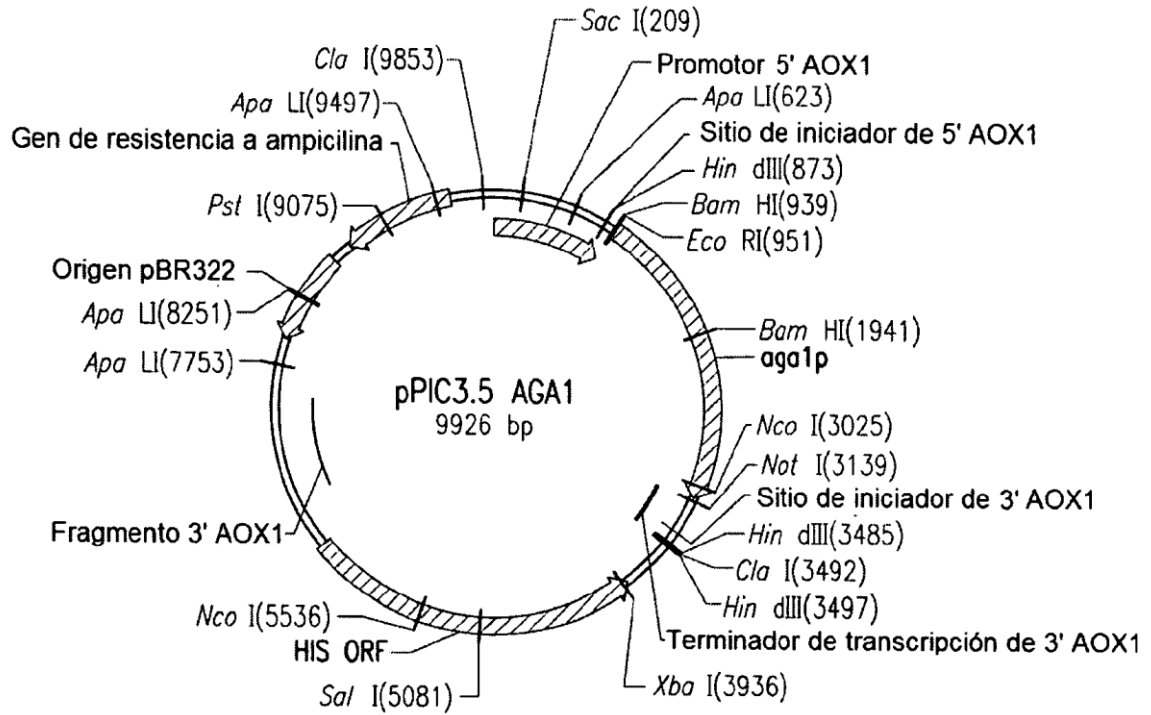 Sac I(209)
Cla I(9853)
Promotor 5' AOX1
Apa LI(9497)
Apa LI(623)
Gen de resistencia a ampicilina
Sitio de iniciador de 5' AOX1
Hin dIII(873)
Pst I(9075)
Bam HI(939)
Eco RI(951)
Origen pBR322
Apa LI(8251)
Bam HI(1941)
aga1p
Apa LI(7753)
pPIC3.5 AGA1
9926 bp
Nco I(3025)
Not I(3139)
Sitio de iniciador de 3' AOX1
Fragmento 3' AOX1
Hin dIII(3485)
Cla I(3492)
Hin dIII(3497)
Nco I(5536)
HIS ORF
Terminador de transcripción de 3' AOX1
Sal I(5081)
Xba I(3936)